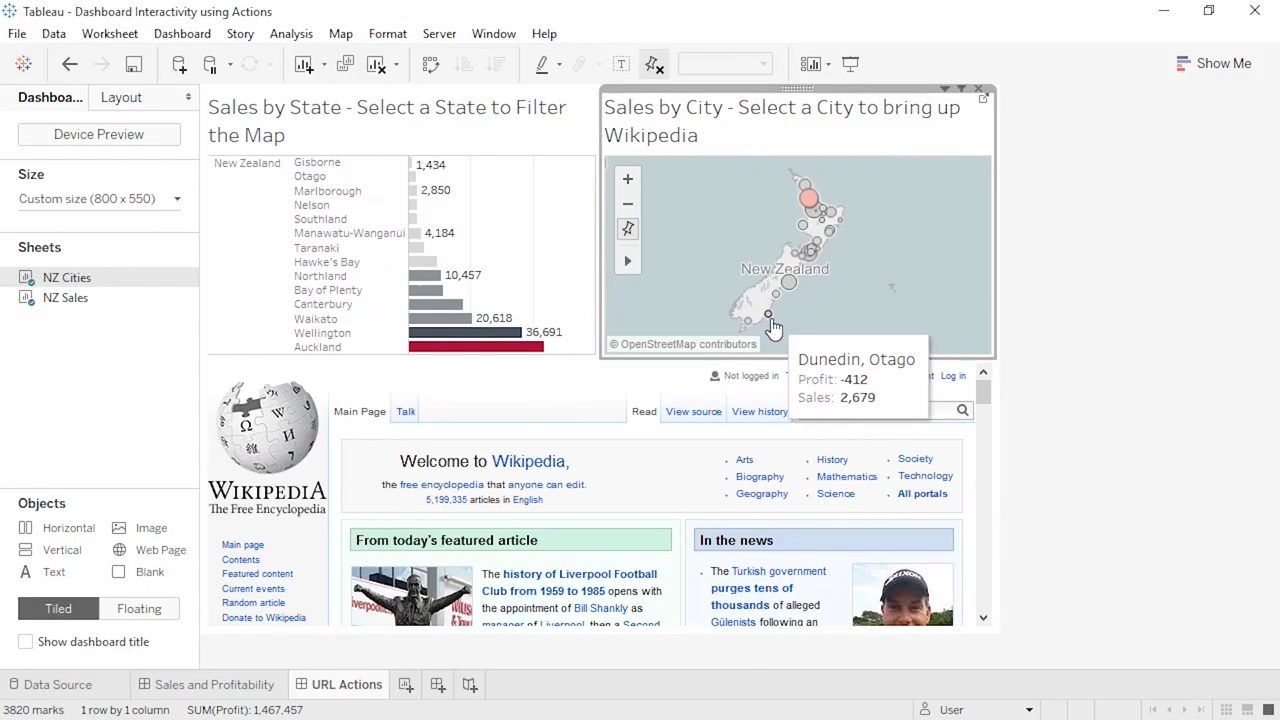 Tableau - Dashboard Interactivity using Actions
File Data Worksheet Dashboard Story Analysis Map Format Server Window Help
Show Me
Dashboa... Layout
Device Preview
Size
Custom size (800 x 550)
Sheets
NZ Cities
NZ Sales
Objects
Horizontal Image
Vertical Web Page
Text Blank
Tiled Floating
Show dashboard title
Sales by State - Select a State to Filter
the Map
New Zealand Gisborne 1,434
Otago
Marlborough 2,850
Nelson
Southland
Manawatu-Wanganui 4,184
Taranaki
Hawke's Bay
Northland 10,457
Bay of Plenty
Canterbury
Waikato 20,618
Wellington 36,691
Auckland
Sales by City - Select a City to bring up
Wikipedia
New Zealand
© OpenStreetMap contributors
Dunedin, Otago
Profit: -412
Sales: 2,679
Not logged in Log in
Main Page Talk Read View source View history
WIKIPEDIA
The Free Encyclopedia
Main page
Contents
Featured content
Current events
Random article
Donate to Wikipedia
Welcome to Wikipedia,
the free encyclopedia that anyone can edit.
5,199,335 articles in English
Arts History Society
Biography Mathematics Technology
Geography Science All portals
From today's featured article
The history of Liverpool Football
Club from 1959 to 1985 opens with
the appointment of Bill Shankly as
manager of Liverpool, then a Second
In the news
The Turkish government
purges tens of
thousands of alleged
Gülenists following an
Data Source Sales and Profitability URL Actions
3820 marks 1 row by 1 column SUM(Profit): 1,467,457 User